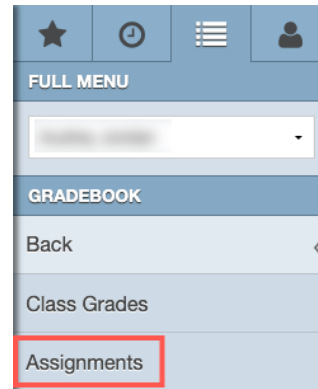 FULL MENU
GRADEBOOK
Back
Class Grades
Assignments